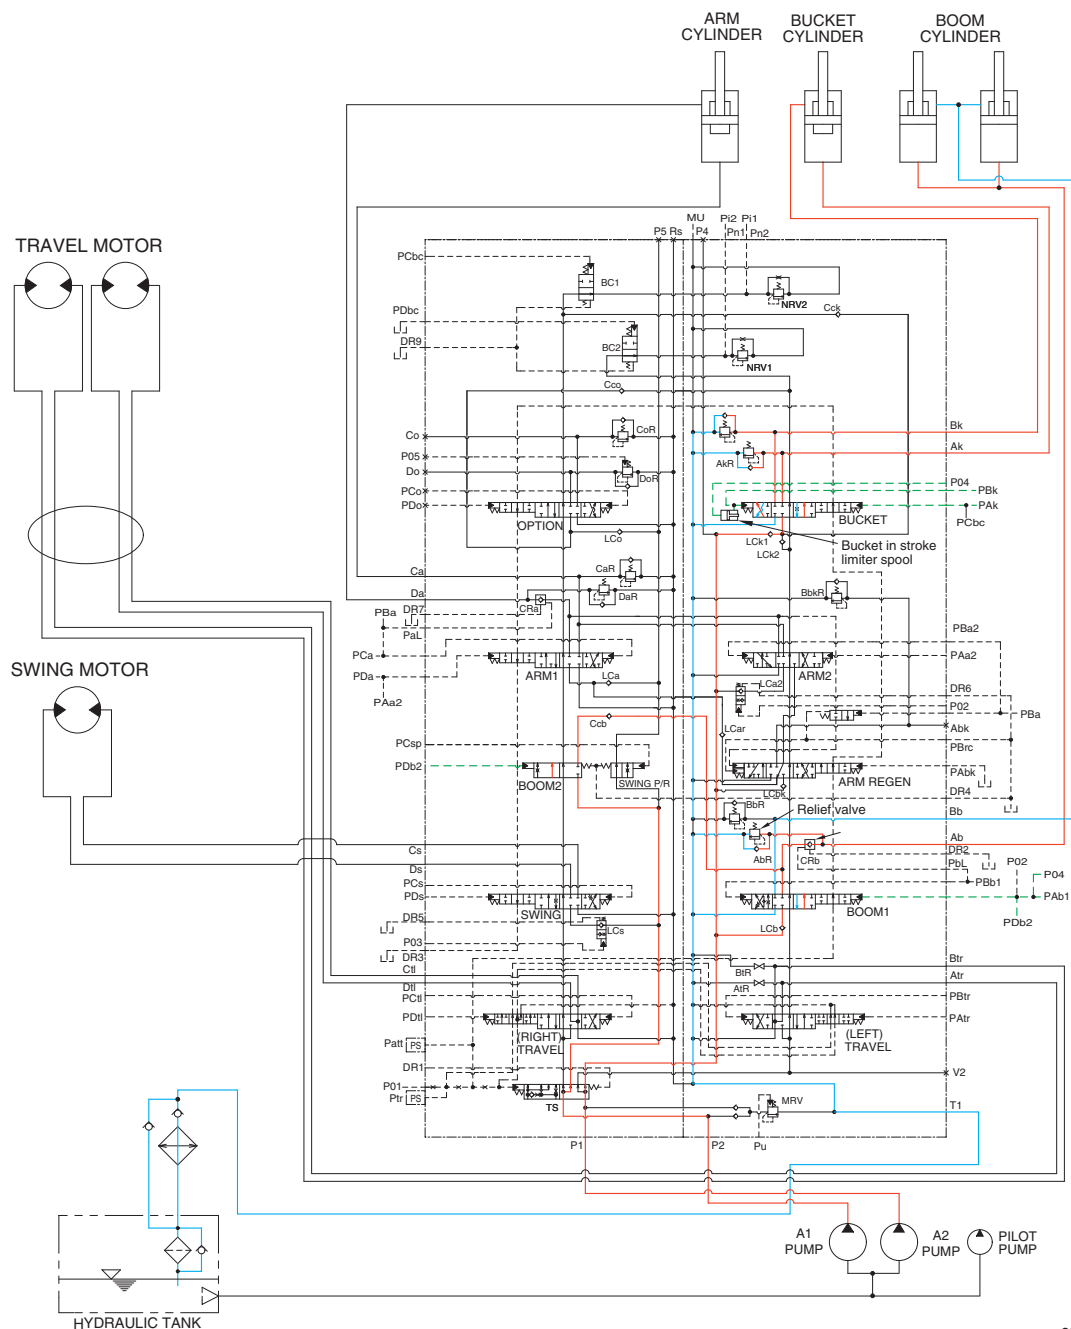 ARM
CYLINDER
BUCKET
CYLINDER
BOOM
CYLINDER
TRAVEL MOTOR
SWING MOTOR
MU
Pi2
Pi1
P5
Rs
P4
Pn1
Pn2
PCbc
BC1
NRV2
Cck
PDbc
DR9
BC2
NRV1
Cco
Co
CoR
Bk
P05
Ak
Do
DoR
AkR
PCo
P04
PBk
PDo
PAk
OPTION
BUCKET
PCbc
LCo
LCk1
LCk2
Bucket in stroke
limiter spool
Ca
CaR
Da
DaR
BbkR
PBa
DR7
CRa
PaL
PBa2
PCa
PAa2
PDa
ARM1
ARM2
PAa2
LCa
LCa2
DR6
P02
PBa
Ccb
LCar
Abk
PCsp
PBrc
PDb2
PAbk
BOOM2
SWING P/R
ARM REGEN
LCbk
DR4
BbR
Relief valve
Bb
Ab
Cs
AbR
CRb
DR2
Ds
PbL
P02
PCs
PBb1
P04
PDs
PAb1
SWING
BOOM1
PDb2
DR5
LCs
LCb
P03
DR3
Btr
Ctl
BtR
Atr
Dtl
AtR
PCtl
PBtr
PDtl
PAtr
(RIGHT)
TRAVEL
(LEFT)
TRAVEL
Patt
PS
DR1
V2
P01
Ptr
PS
TS
MRV
T1
P1
P2
Pu
A1
PUMP
A2
PUMP
PILOT
PUMP
HYDRAULIC TANK